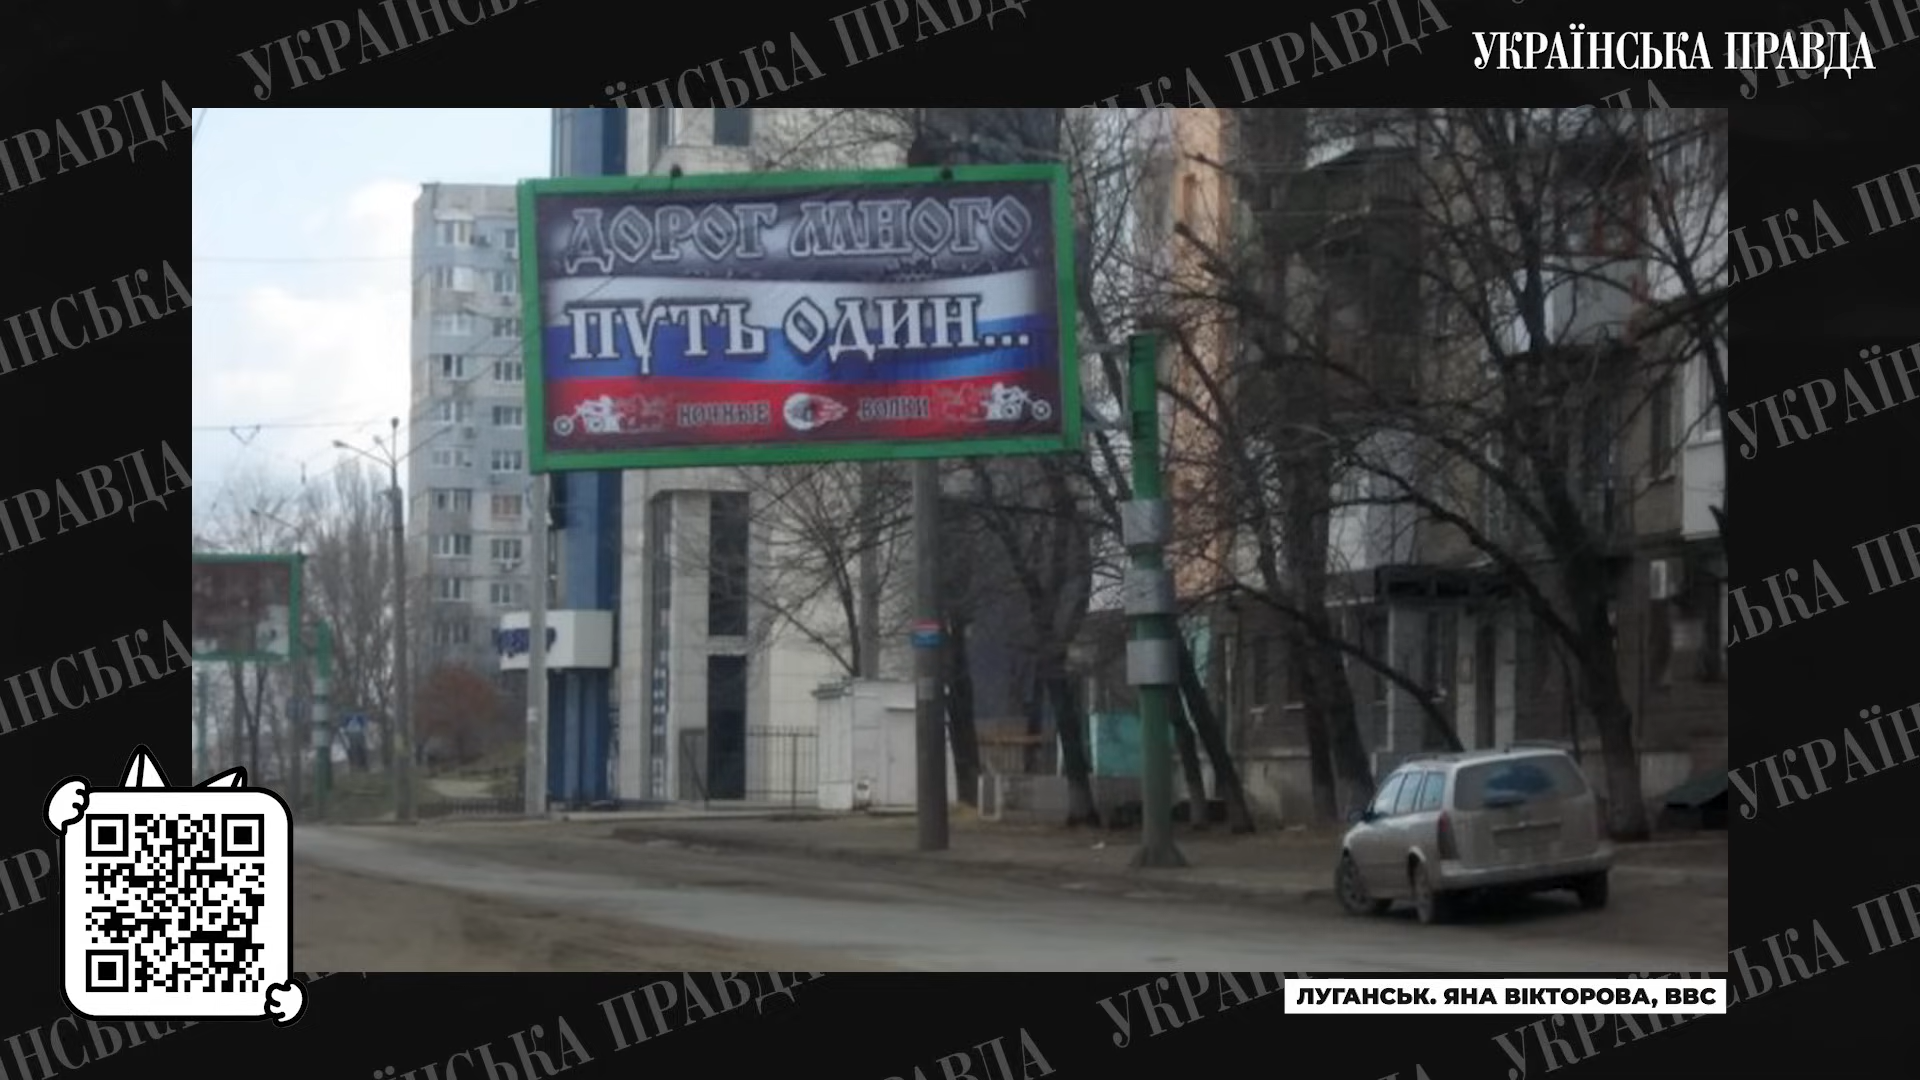 УКРАЇНСЬКА ПРАВДА
ДОРОГ МНОГО
ПУТЬ ОДИН...
НОЧНЫЕ ВОЛКИ
ЛУГАНСЬК. ЯНА ВІКТОРОВА, BBC